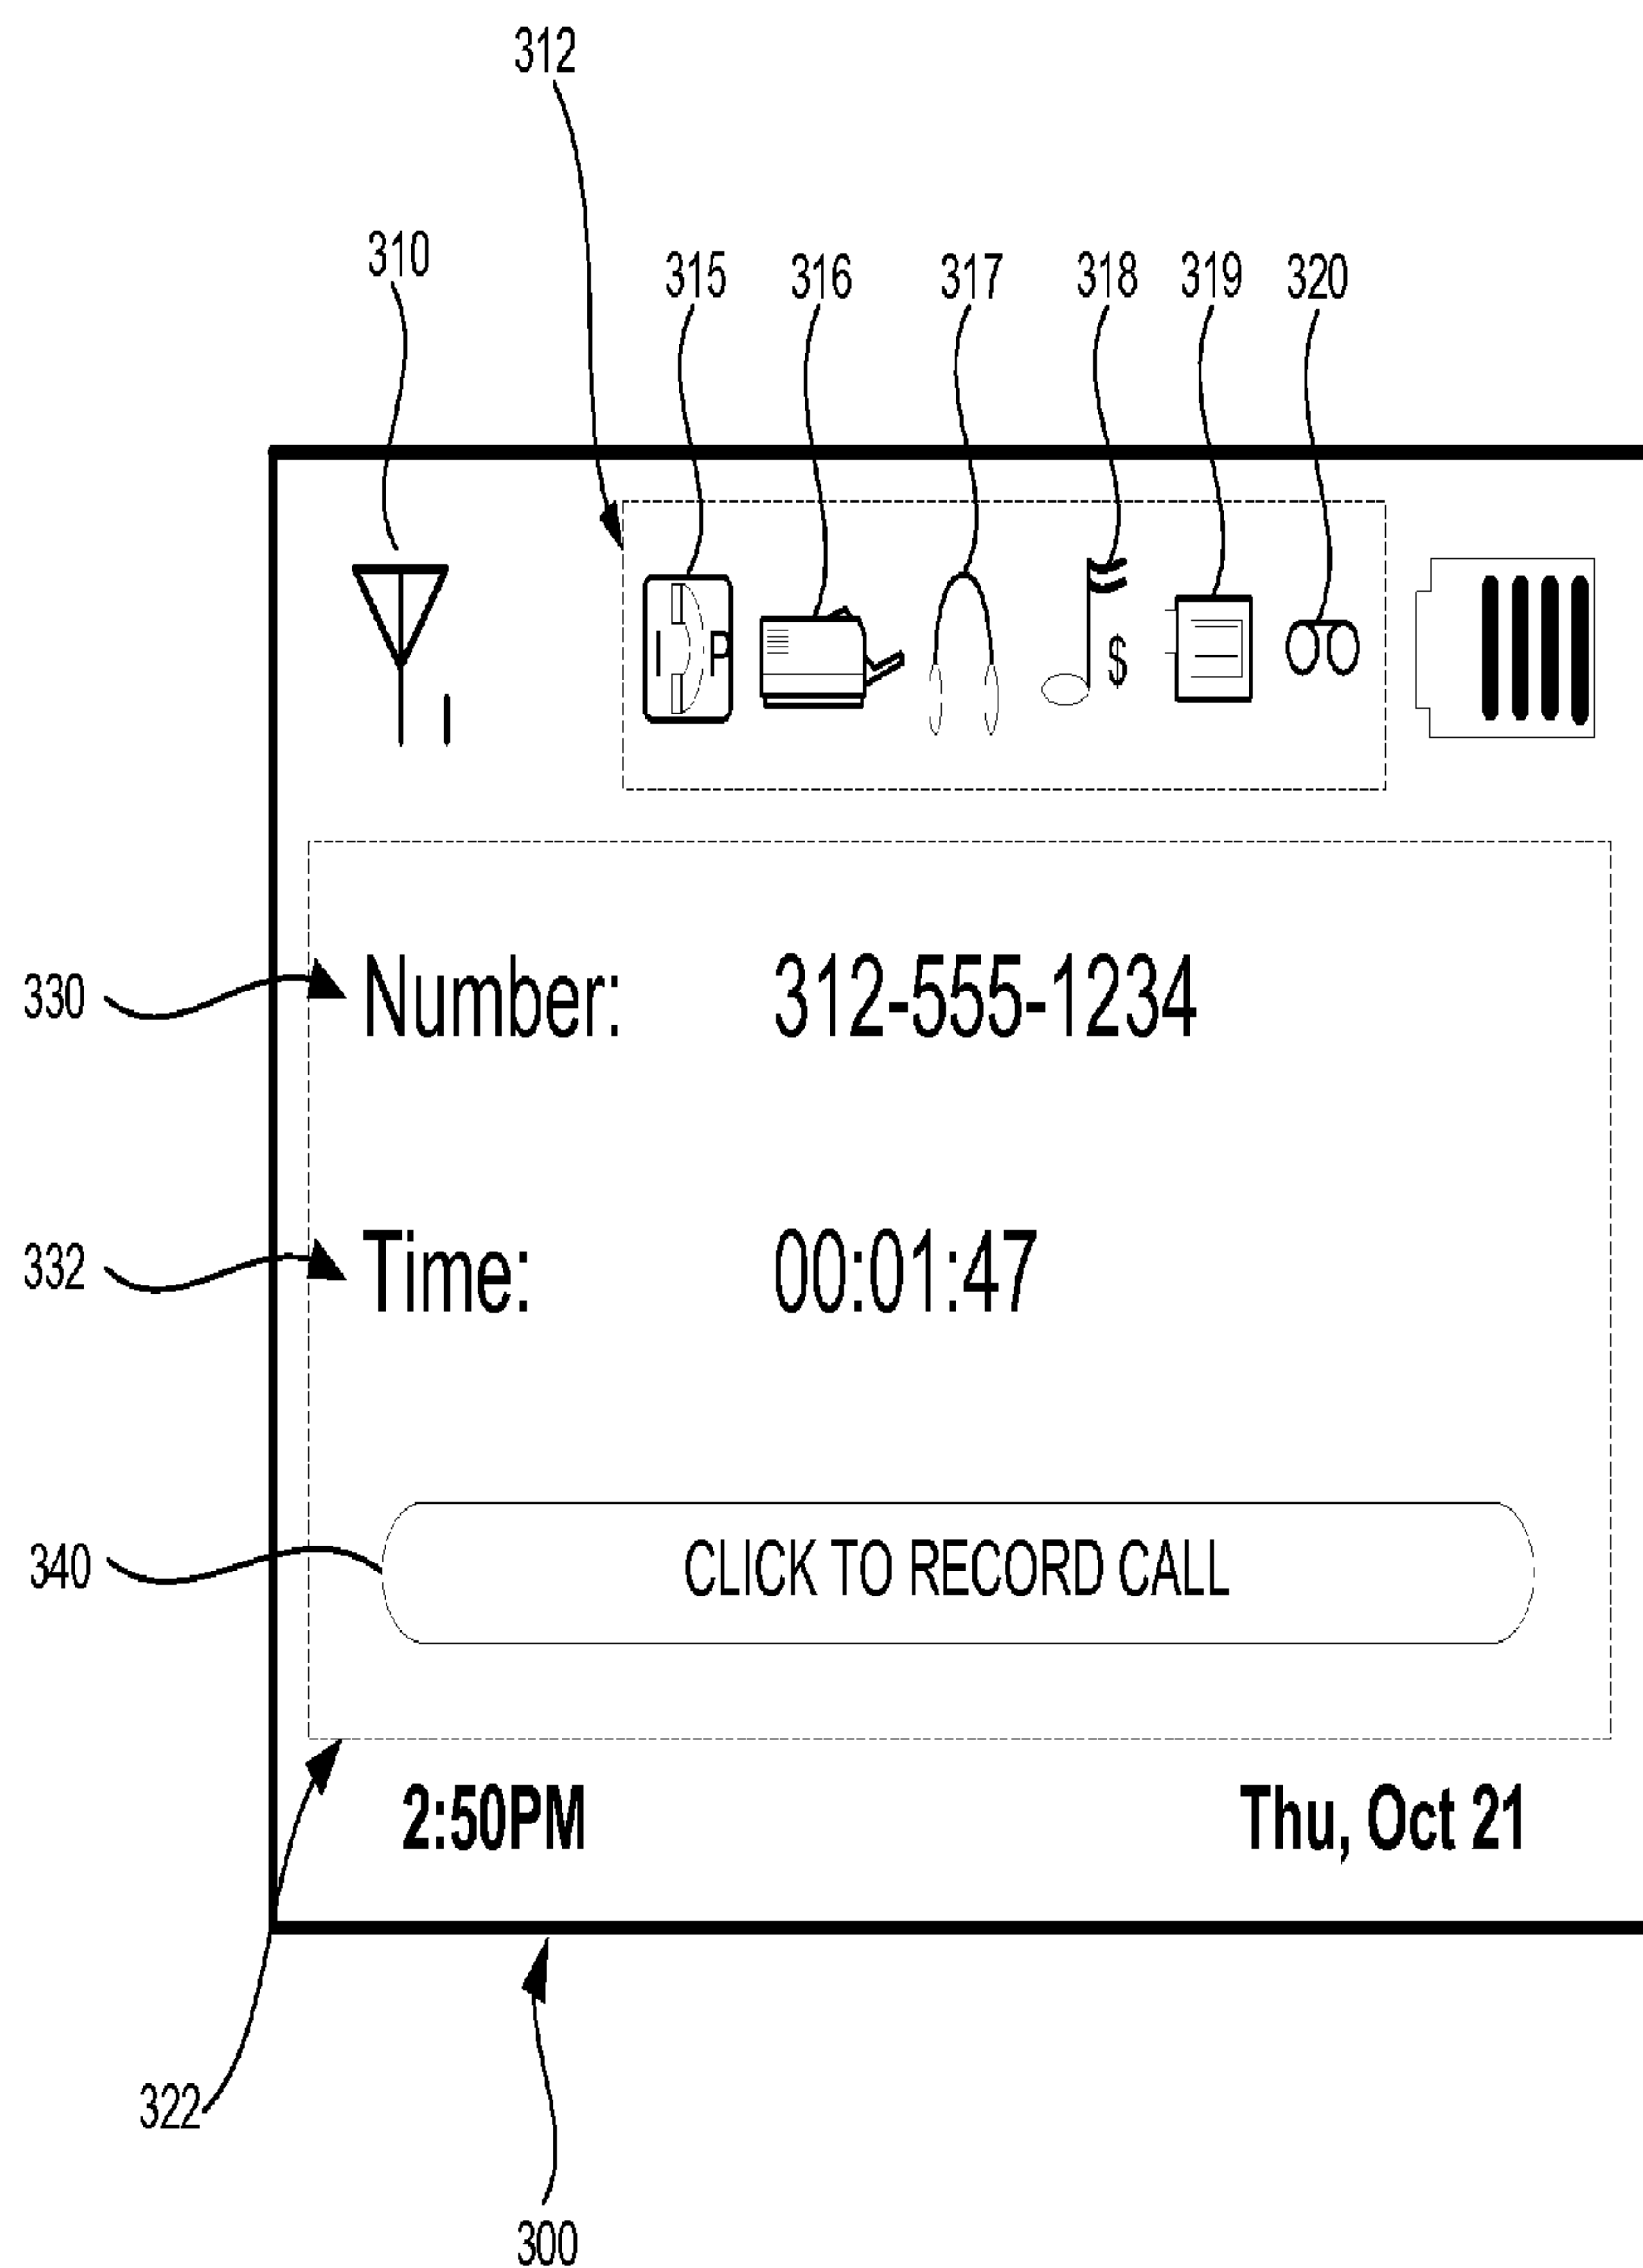 312
310
315 316 317 318 319 320
I P
$
330 Number: 312-555-1234
332 Time: 00:01:47
340 CLICK TO RECORD CALL
2:50PM Thu, Oct 21
322
300